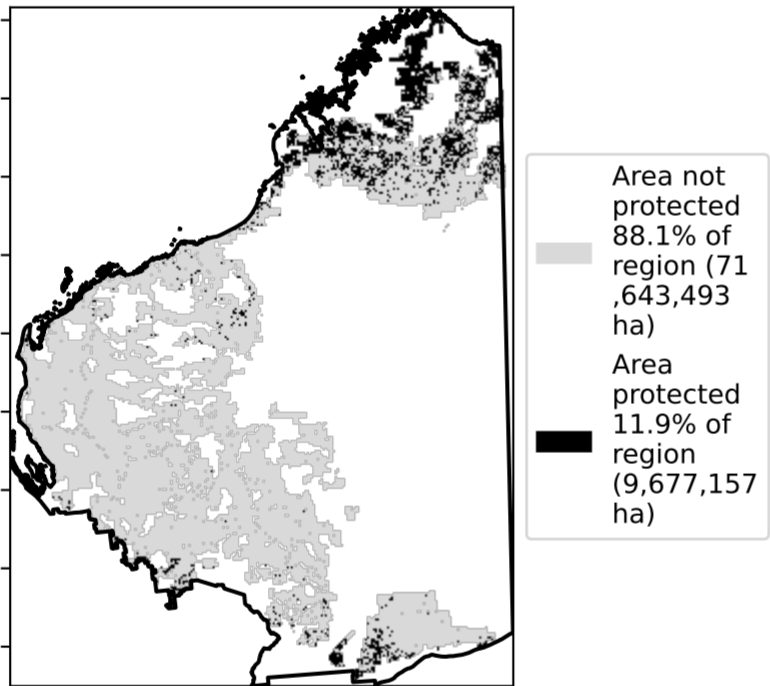 Area not
protected
88.1% of
region (71
,643,493
ha)
Area
protected
11.9% of
region
(9,677,157
ha)